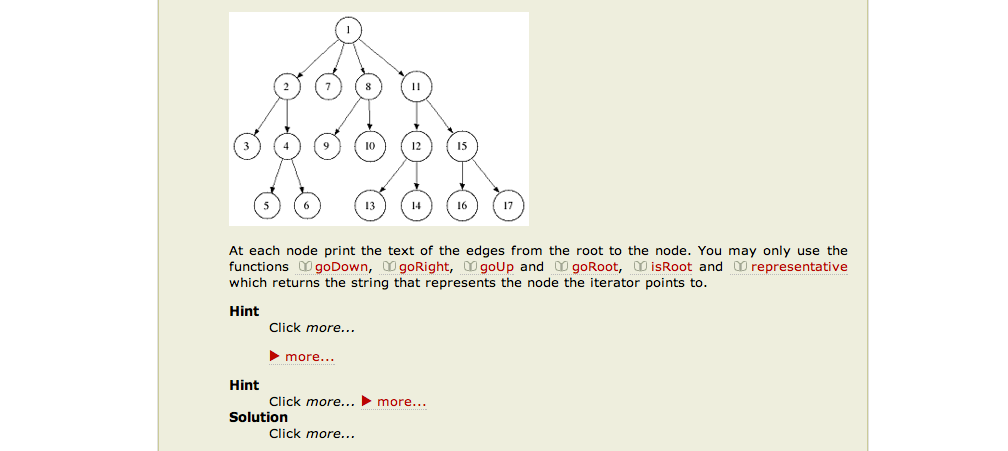 1
2 7 8 11
3 4 9 10 12 15
5 6 13 14 16 17
At each node print the text of the edges from the root to the node. You may only use the
functions goDown, goRight, goUp and goRoot, isRoot and representative
which returns the string that represents the node the iterator points to.
Hint
Click more...
more...
Hint
Click more... more...
Solution
Click more...